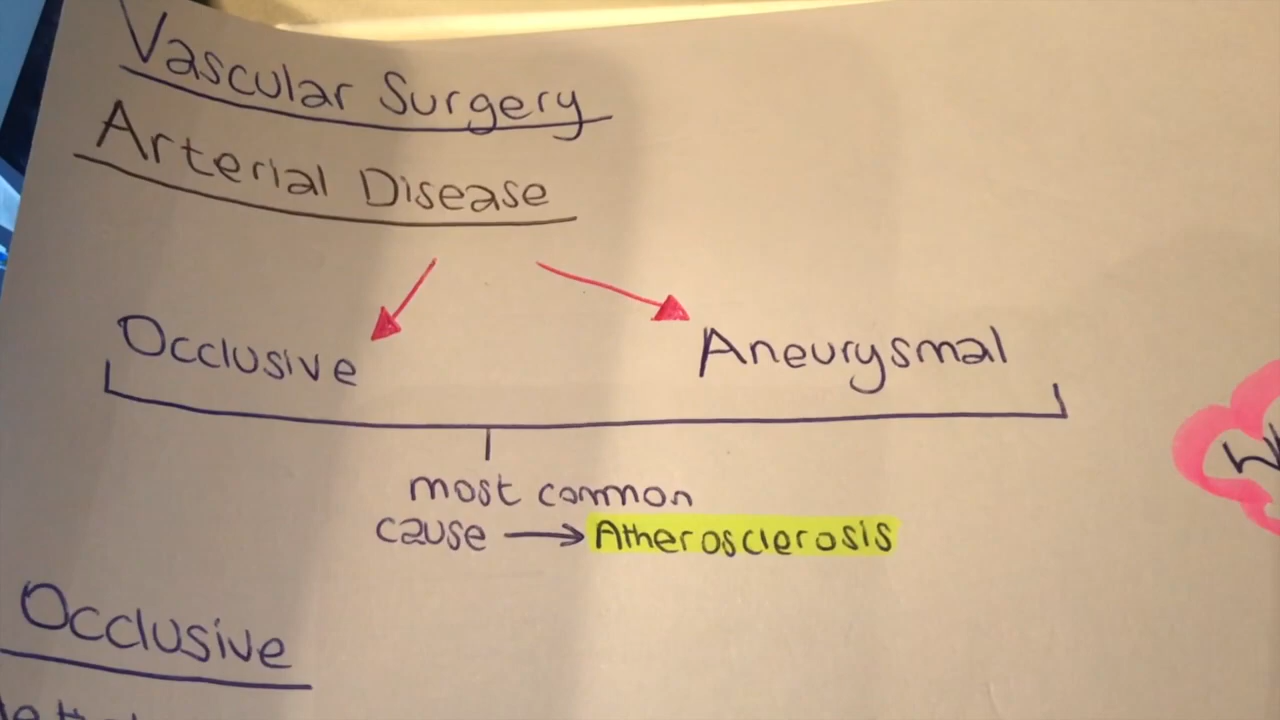 Vascular Surgery
Arterial Disease
Occlusive
Aneurysmal
most common
cause → Atherosclerosis
Occlusive